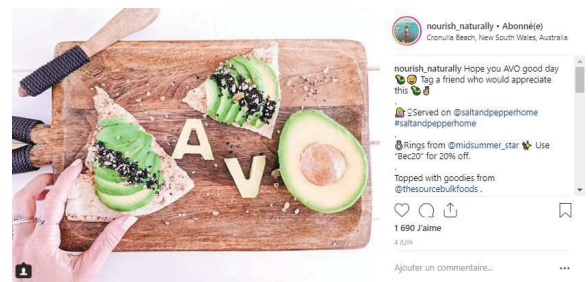 AV
nourish_naturally • Abonné(e)
Cronulla Beach, New South Wales, Australia
nourish_naturally Hope you AVO good day
🥑😄 Tag a friend who would appreciate
this 🥑👌
.
Served on @saltandpepperhome
#saltandpepperhome
.
Rings from @midsummer_star ✨ Use
"Bec20" for 20% off.
.
Topped with goodies from
@thesourcebulkfoods .
1 690 J'aime
4 JUIN
Ajouter un commentaire...